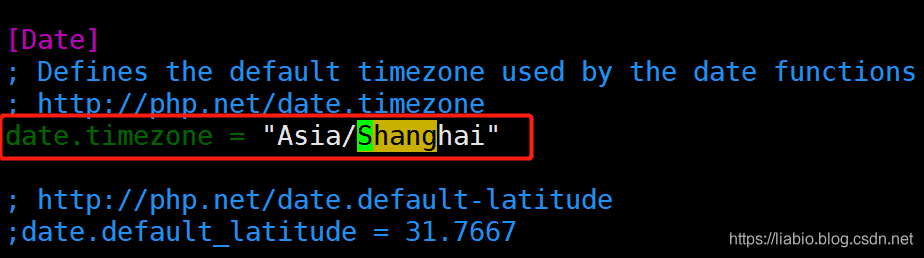 [Date]
; Defines the default timezone used by the date functions
; http://php.net/date.timezone
date.timezone = "Asia/Shanghai"
; http://php.net/date.default-latitude
;date.default_latitude = 31.7667
https://liabio.blog.csdn.net